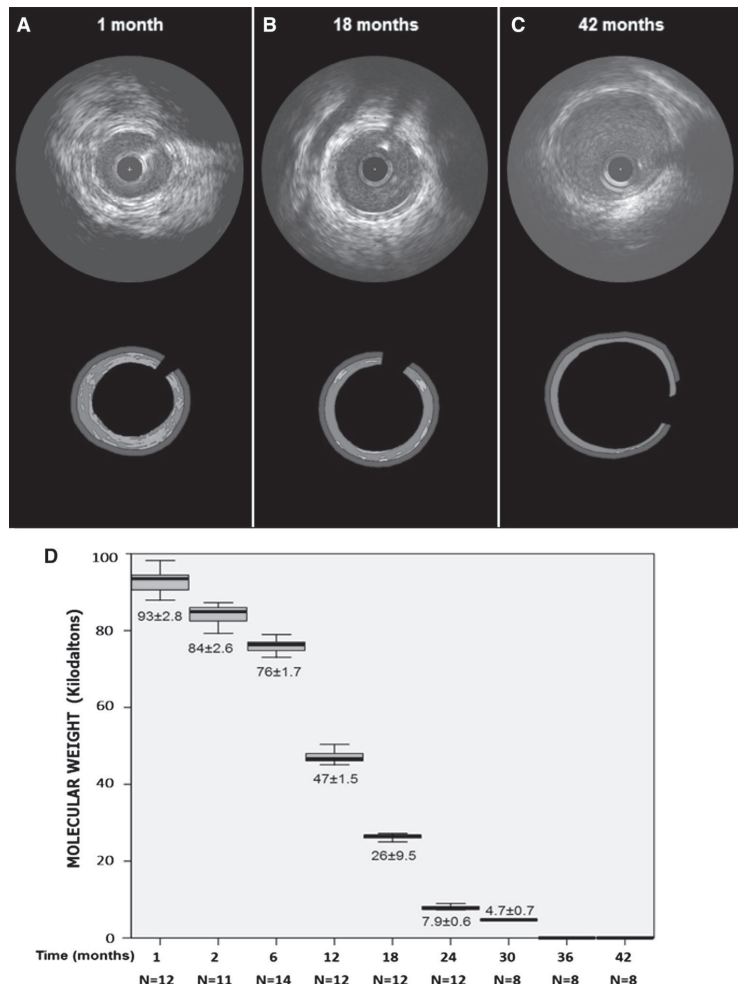 A 1 month B 18 months C 42 months
D
MOLECULAR WEIGHT (Kilodaltons)
100
80
60
40
20
0
93±2.8
84±2.6
76±1.7
47±1.5
26±9.5
7.9±0.6
4.7±0.7
Time (months) 1 2 6 12 18 24 30 36 42
N=12 N=11 N=14 N=12 N=12 N=12 N=8 N=8 N=8